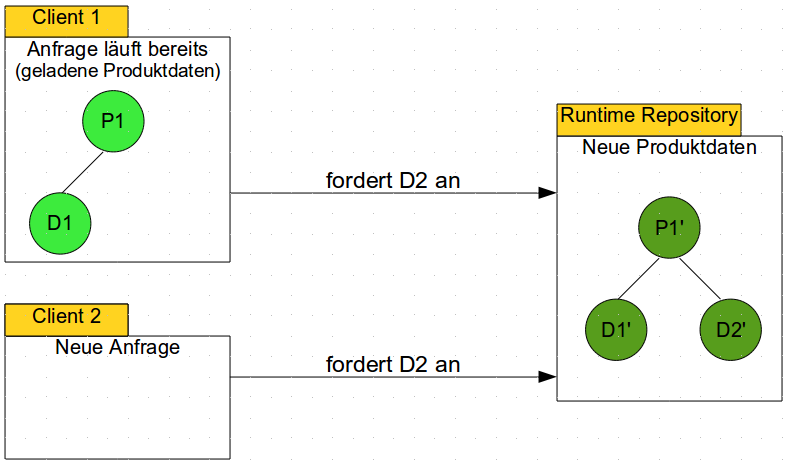 Client 1
Anfrage läuft bereits
(geladene Produktdaten)
P1
D1
fordert D2 an
Runtime Repository
Neue Produktdaten
P1'
D1'
D2'
Client 2
Neue Anfrage
fordert D2 an